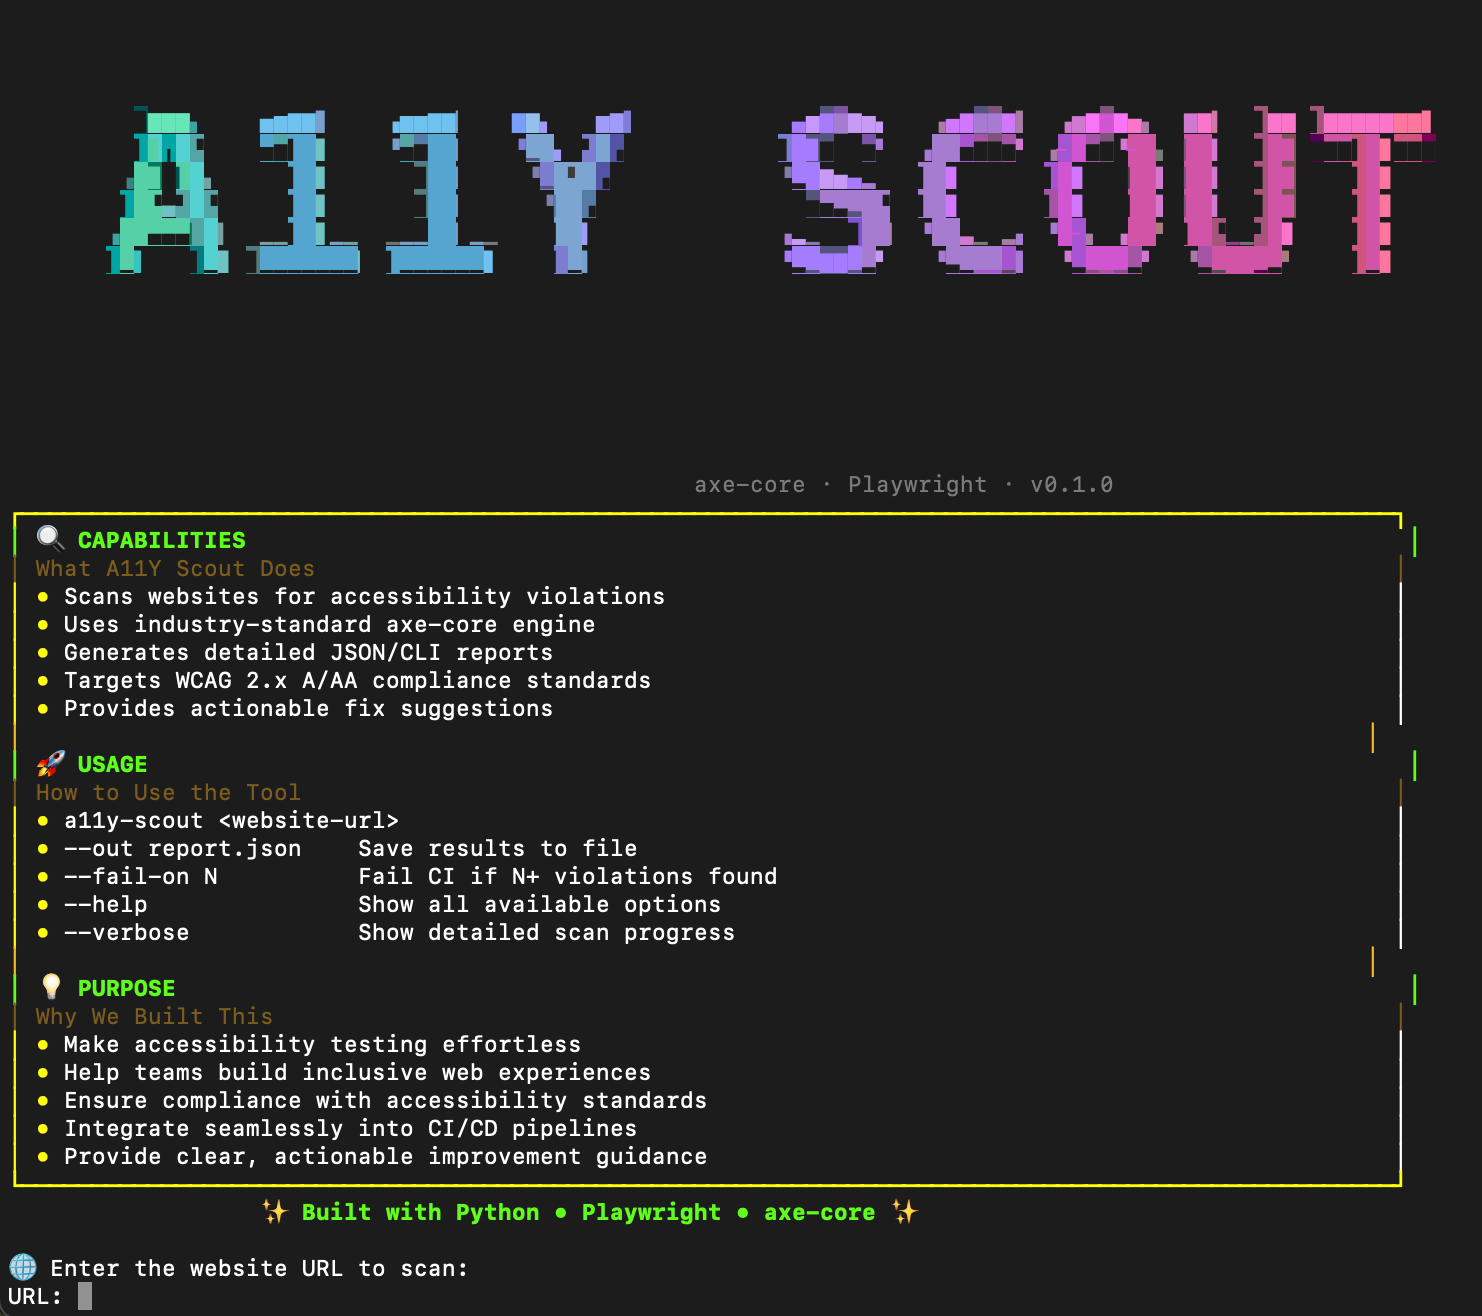 A11Y SCOUT
axe-core · Playwright · v0.1.0
🔍 CAPABILITIES
What A11Y Scout Does
• Scans websites for accessibility violations
• Uses industry-standard axe-core engine
• Generates detailed JSON/CLI reports
• Targets WCAG 2.x A/AA compliance standards
• Provides actionable fix suggestions
🚀 USAGE
How to Use the Tool
• a11y-scout <website-url>
• --out report.json    Save results to file
• --fail-on N          Fail CI if N+ violations found
• --help               Show all available options
• --verbose            Show detailed scan progress
💡 PURPOSE
Why We Built This
• Make accessibility testing effortless
• Help teams build inclusive web experiences
• Ensure compliance with accessibility standards
• Integrate seamlessly into CI/CD pipelines
• Provide clear, actionable improvement guidance
✨ Built with Python • Playwright • axe-core ✨
🌐 Enter the website URL to scan:
URL: